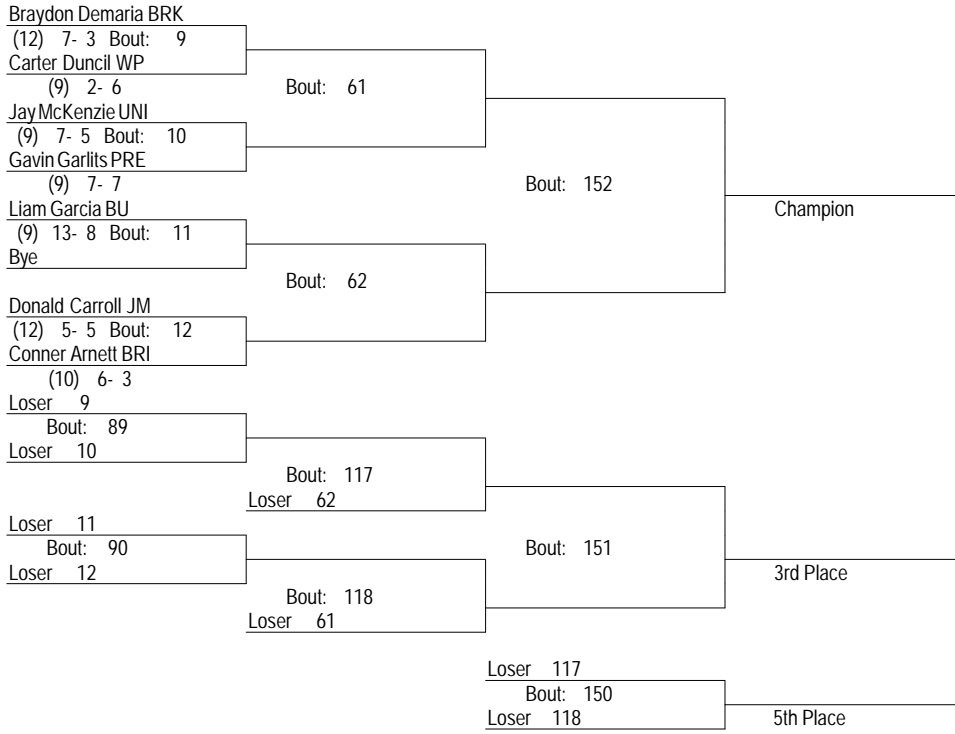 Braydon Demaria BRK
(12) 7- 3 Bout: 9
Carter Duncil WP
(9) 2- 6
Bout: 61
Jay McKenzie UNI
(9) 7- 5 Bout: 10
Gavin Garlits PRE
(9) 7- 7
Bout: 152
Liam Garcia BU
Champion
(9) 13- 8 Bout: 11
Bye
Bout: 62
Donald Carroll JM
(12) 5- 5 Bout: 12
Conner Arnett BRI
(10) 6- 3
Loser 9
Bout: 89
Loser 10
Bout: 117
Loser 62
Loser 11
Bout: 90
Bout: 151
Loser 12
3rd Place
Bout: 118
Loser 61
Loser 117
Bout: 150
Loser 118
5th Place